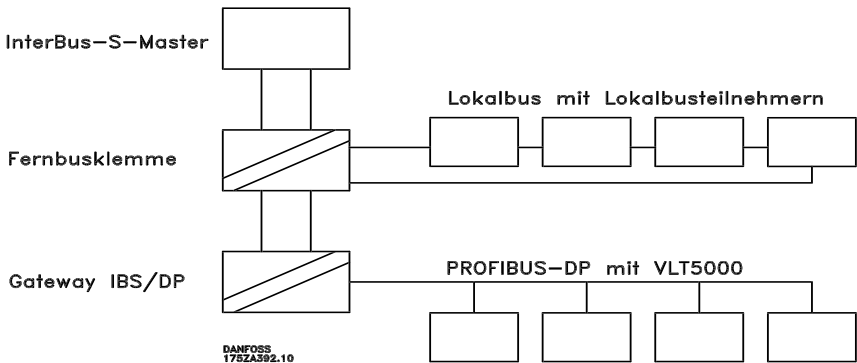 InterBus-S-Master
Lokalbus mit Lokalbusteilnehmern
Fernbusklemme
PROFIBUS-DP mit VLT5000
Gateway IBS/DP
DANFOSS
175ZA392.10